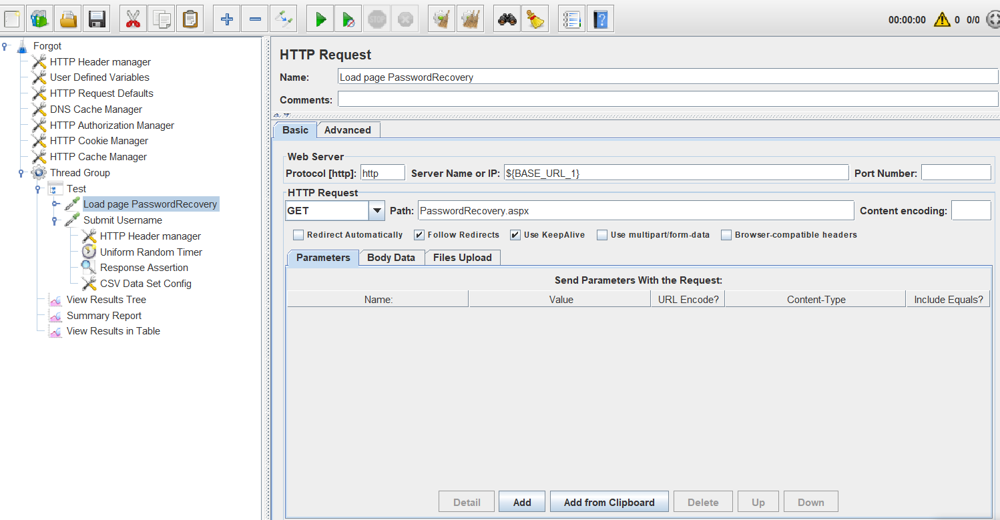 STOP
00:00:00 0 0/0
Forgot
HTTP Header manager
User Defined Variables
HTTP Request Defaults
DNS Cache Manager
HTTP Authorization Manager
HTTP Cookie Manager
HTTP Cache Manager
Thread Group
Test
Load page PasswordRecovery
Submit Username
HTTP Header manager
Uniform Random Timer
Response Assertion
CSV Data Set Config
View Results Tree
Summary Report
View Results in Table
HTTP Request
Name: Load page PasswordRecovery
Comments:
Basic Advanced
Web Server
Protocol [http]: http Server Name or IP: ${BASE_URL_1} Port Number:
HTTP Request
GET Path: PasswordRecovery.aspx Content encoding:
Redirect Automatically Follow Redirects Use KeepAlive Use multipart/form-data Browser-compatible headers
Parameters Body Data Files Upload
Send Parameters With the Request:
Name: Value URL Encode? Content-Type Include Equals?
Detail Add Add from Clipboard Delete Up Down